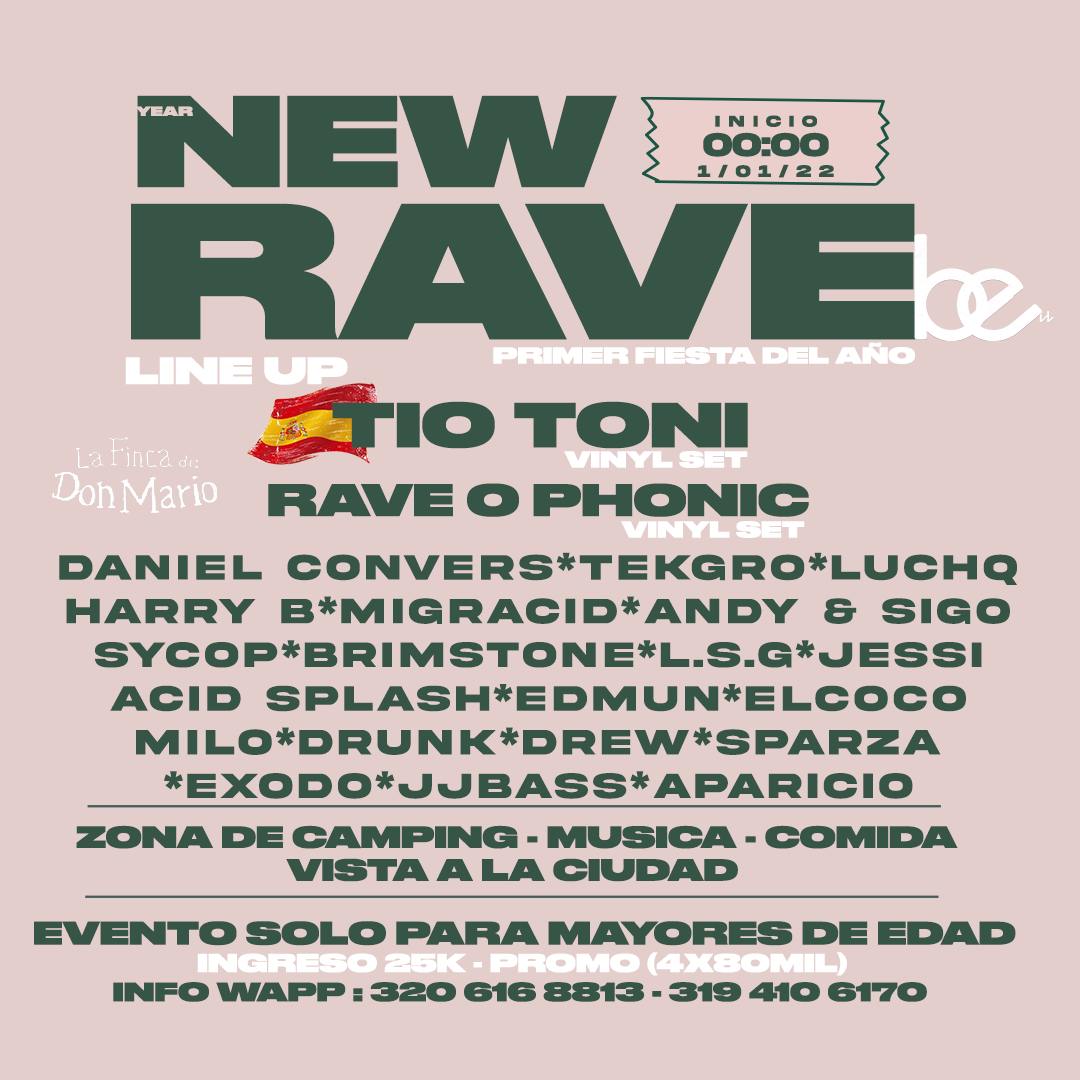 YEAR
NEW
INICIO
00:00
1/01/22
RAVE
be u
LINE UP
PRIMER FIESTA DEL AÑO
TIO TONI
VINYL SET
La Finca de:
Don Mario
RAVE O PHONIC
VINYL SET
DANIEL CONVERS*TEKGRO*LUCHQ
HARRY B*MIGRACID*ANDY & SIGO
SYCOP*BRIMSTONE*L.S.G*JESSI
ACID SPLASH*EDMUN*ELCOCO
MILO*DRUNK*DREW*SPARZA
*EXODO*JJBASS*APARICIO
ZONA DE CAMPING - MUSICA - COMIDA
VISTA A LA CIUDAD
EVENTO SOLO PARA MAYORES DE EDAD
INGRESO 25K - PROMO (4X80MIL)
INFO WAPP : 320 616 8813 - 319 410 6170